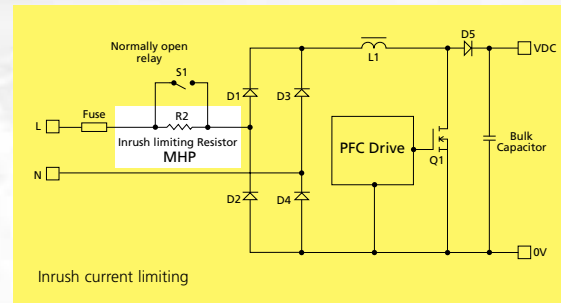 Normally open
relay
S1
D5
VDC
L1
D1
D3
Fuse
R2
L
Inrush limiting Resistor
MHP
PFC Drive
Q1
Bulk
Capacitor
N
D2
D4
0V
Inrush current limiting